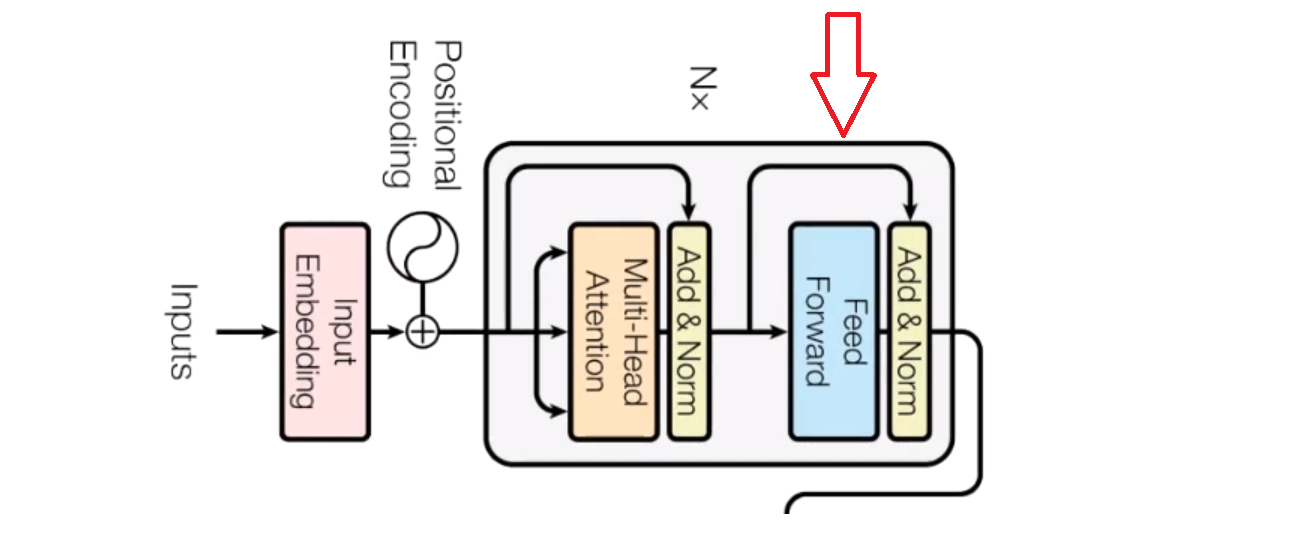 Inputs
Input
Embedding
Positional
Encoding
Nx
Multi-Head
Attention
Add & Norm
Feed
Forward
Add & Norm